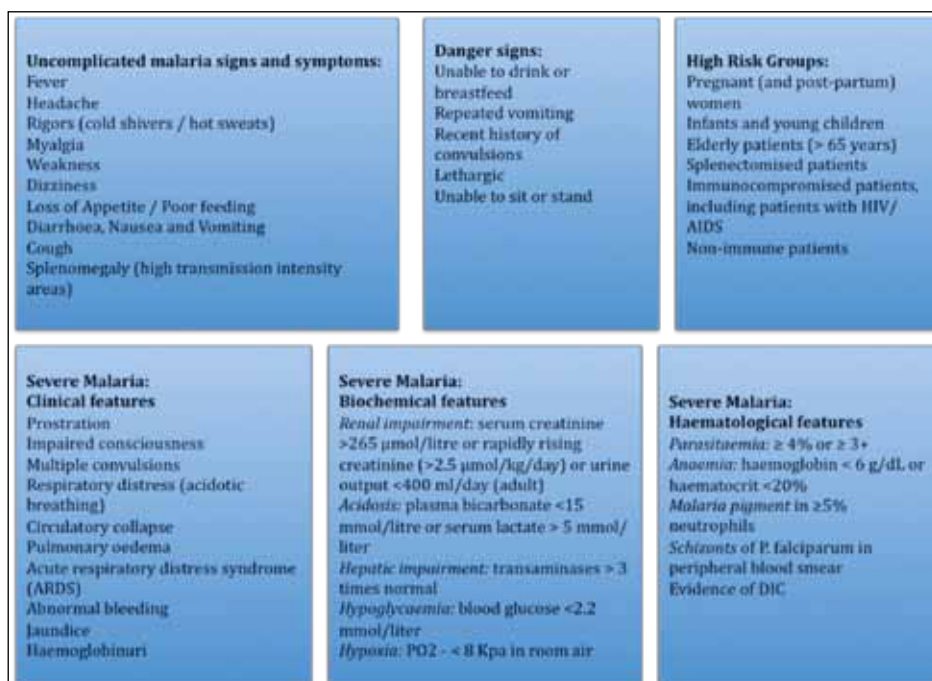 Uncomplicated malaria signs and symptoms:
Fever
Headache
Rigors (cold shivers / hot sweats)
Myalgia
Weakness
Dizziness
Loss of Appetite / Poor feeding
Diarrhoea, Nausea and Vomiting
Cough
Splenomegaly (high transmission intensity
areas)
Danger signs:
Unable to drink or
breastfeed
Repeated vomiting
Recent history of
convulsions
Lethargic
Unable to sit or stand
High Risk Groups:
Pregnant (and post-partum)
women
Infants and young children
Elderly patients (> 65 years)
Splenectomised patients
Immunocompromised patients,
including patients with HIV/
AIDS
Non-immune patients
Severe Malaria:
Clinical features
Prostration
Impaired consciousness
Multiple convulsions
Respiratory distress (acidotic
breathing)
Circulatory collapse
Pulmonary oedema
Acute respiratory distress syndrome
(ARDS)
Abnormal bleeding
Jaundice
Haemoglobinuri
Severe Malaria:
Biochemical features
Renal impairment: serum creatinine
>265 μmol/litre or rapidly rising
creatinine (>2.5 μmol/kg/day) or urine
output <400 ml/day (adult)
Acidosis: plasma bicarbonate <15
mmol/litre or serum lactate > 5 mmol/
liter
Hepatic impairment: transaminases > 3
times normal
Hypoglycaemia: blood glucose <2.2
mmol/liter
Hypoxia: PO2 - < 8 Kpa in room air
Severe Malaria:
Haematological features
Parasitaemia: ≥ 4% or ≥ 3+
Anaemia: haemoglobin < 6 g/dL or
haematocrit <20%
Malaria pigment in ≥5%
neutrophils
Schizonts of P. falciparum in
peripheral blood smear
Evidence of DIC